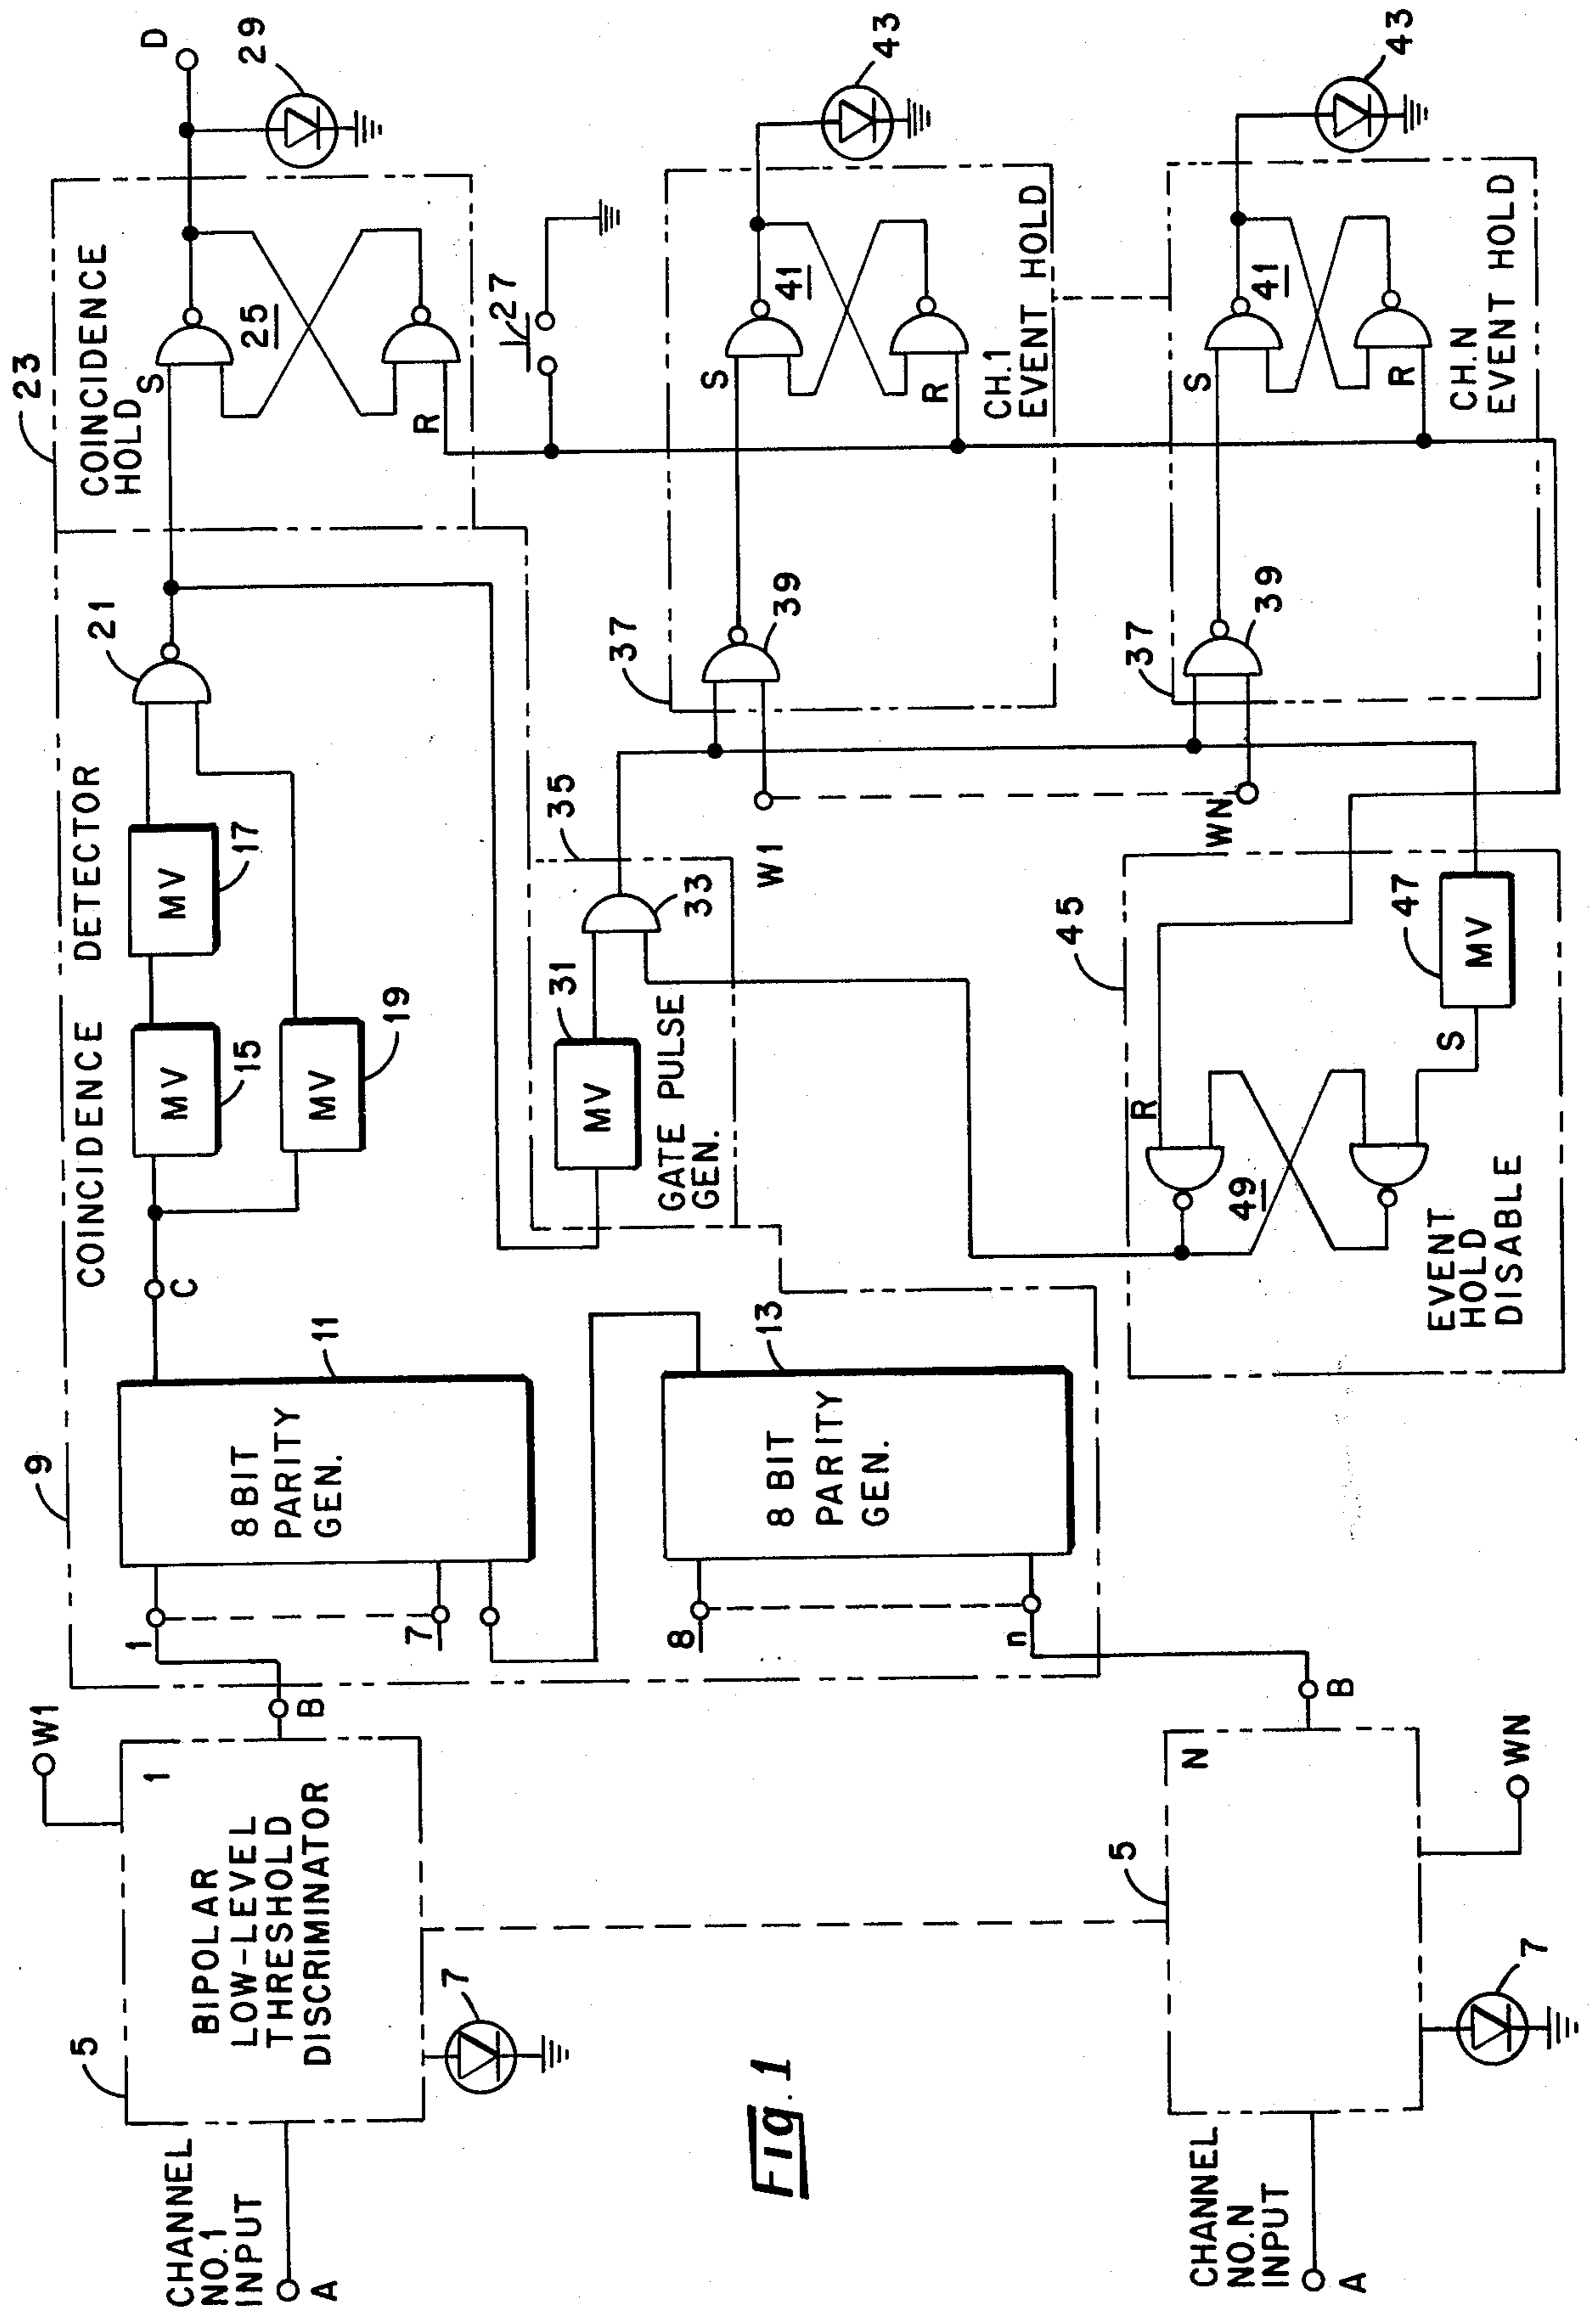 CHANNEL
NO.1
INPUT
A
5
BIPOLAR
LOW-LEVEL
THRESHOLD
DISCRIMINATOR
1
W1
B
7
CHANNEL
NO.N
INPUT
A
5
N
B
WN
7
9
1
7
8 BIT
PARITY
GEN.
11
8
n
8 BIT
PARITY
GEN.
13
C
COINCIDENCE DETECTOR
MV
15
MV
17
MV
19
21
23
COINCIDENCE
HOLD
S
R
25
27
D
29
MV
31
33
35
GATE PULSE
GEN.
W1
WN
37
39
S
R
41
CH.1
EVENT HOLD
43
37
39
S
R
41
CH.N
EVENT HOLD
43
45
R
S
MV
47
49
EVENT
HOLD
DISABLE
Fig. 1